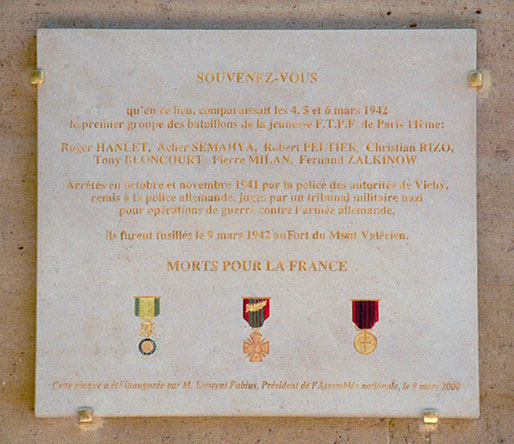 SOUVENEZ-VOUS
qu'en ce lieu, comparaissait les 4, 5 et 6 mars 1942
le premier groupe des bataillons de la jeunesse F.T.P.F. de Paris 11ème:
Roger HANLET, Acher SEMAHYA, Robert PELTIER, Christian RIZO,
Tony BLONCOURT, Pierre MILAN, Fernand ZALKINOW
Arrêtés en octobre et novembre 1941 par la police des autorités de Vichy,
remis à la police allemande, jugés par un tribunal militaire nazi
pour opérations de guerre contre l'armée allemande,
ils furent fusillés le 9 mars 1942 au Fort du Mont Valérien.
MORTS POUR LA FRANCE
Cette plaque a été inaugurée par M. Laurent Fabius, Président de l'Assemblée nationale, le 9 mars 2000